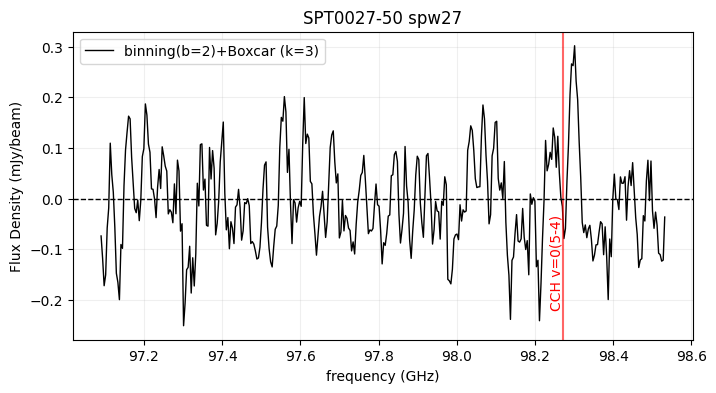 SPT0027-50 spw27
binning(b=2)+Boxcar (k=3)
Flux Density (mJy/beam)
0.3
0.2
0.1
0.0
−0.1
−0.2
CCH v=0(5-4)
97.2
97.4
97.6
97.8
98.0
98.2
98.4
98.6
frequency (GHz)